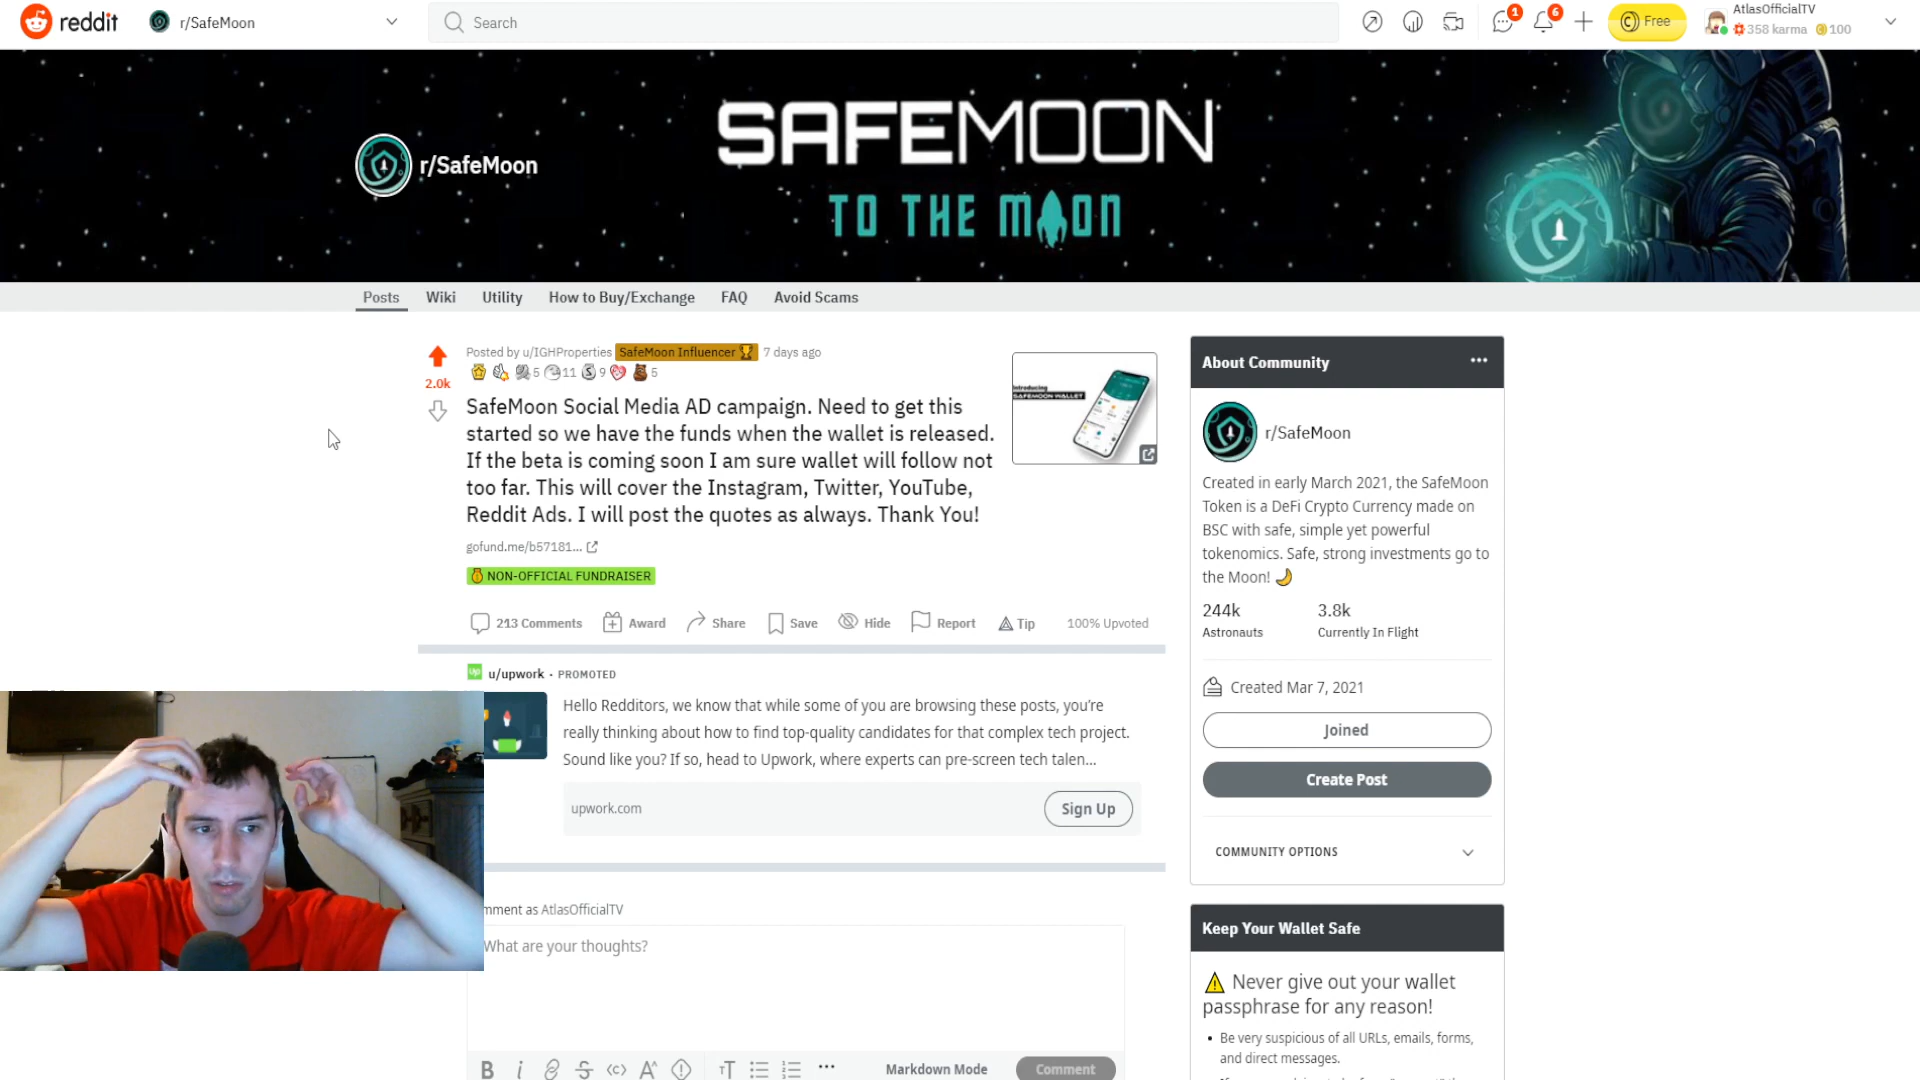 reddit
r/SafeMoon
Search
1
6
Free
AtlasOfficialTV
358 karma
100
r/SafeMoon
SAFEMOON
TO THE MOON
Posts
Wiki
Utility
How to Buy/Exchange
FAQ
Avoid Scams
2.0k
Posted by u/IGHProperties SafeMoon Influencer 🏆 7 days ago
5 11 9 5
SafeMoon Social Media AD campaign. Need to get this
started so we have the funds when the wallet is released.
If the beta is coming soon I am sure wallet will follow not
too far. This will cover the Instagram, Twitter, YouTube,
Reddit Ads. I will post the quotes as always. Thank You!
Introducing
SAFEMOON WALLET
gofund.me/b57181...
💰 NON-OFFICIAL FUNDRAISER
213 Comments
Award
Share
Save
Hide
Report
Tip
100% Upvoted
Up
u/upwork • PROMOTED
Hello Redditors, we know that while some of you are browsing these posts, you're
really thinking about how to find top-quality candidates for that complex tech project.
Sound like you? If so, head to Upwork, where experts can pre-screen tech talen...
upwork.com
Sign Up
mment as AtlasOfficialTV
What are your thoughts?
B i
Markdown Mode
Comment
About Community
r/SafeMoon
Created in early March 2021, the SafeMoon
Token is a DeFi Crypto Currency made on
BSC with safe, simple yet powerful
tokenomics. Safe, strong investments go to
the Moon! 🌙
244k
Astronauts
3.8k
Currently In Flight
Created Mar 7, 2021
Joined
Create Post
COMMUNITY OPTIONS
Keep Your Wallet Safe
⚠ Never give out your wallet
passphrase for any reason!
• Be very suspicious of all URLs, emails, forms,
and direct messages.